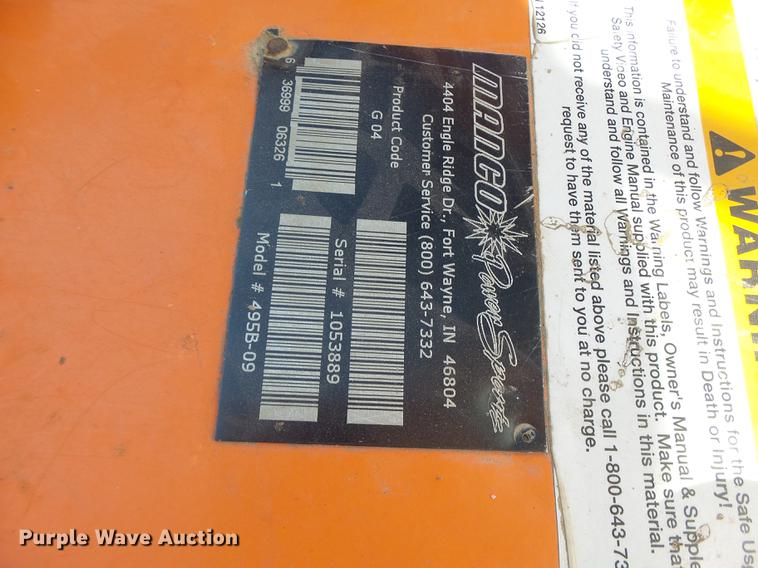 MANCO Power Sports
4404 Engle Ridge Dr., Fort Wayne, IN 46804
Customer Service (800) 643-7332
Product Code
G 04
6 36999 06326 1
Serial # 1053889
Model # 495B-09
WARNI
Failure to understand and follow Warnings and Instructions for the Safe Us
Maintenance of this product may result in Death or Injury!
This information is contained in the Warning Labels, Owner's Manual & Supple
Safety Video and Engine Manual supplied with this product. Make sure tha
understand and follow all Warnings and Instructions in this material.
If you did not receive any of the material listed above please call 1-800-643-73
request to have them sent to you at no charge.
12126
Purple Wave Auction